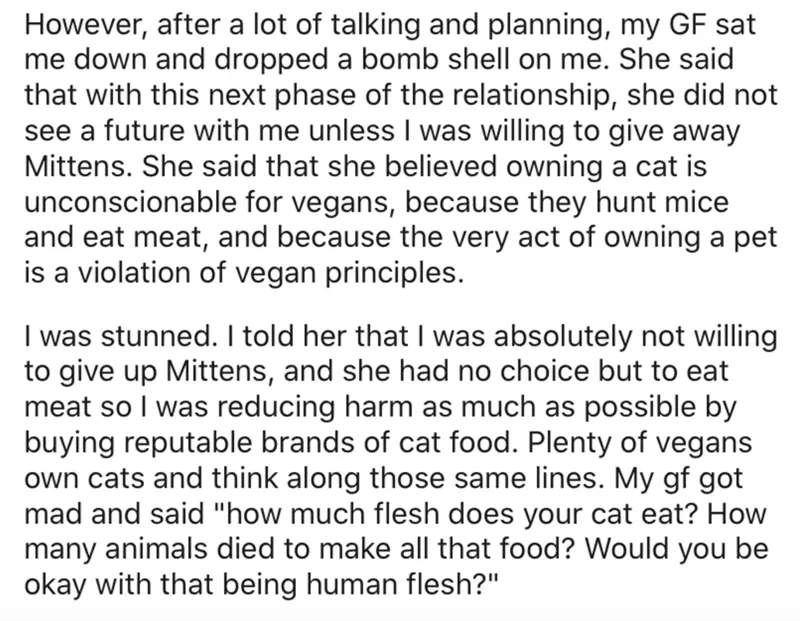 However, after a lot of talking and planning, my GF sat
me down and dropped a bomb shell on me. She said
that with this next phase of the relationship, she did not
see a future with me unless I was willing to give away
Mittens. She said that she believed owning a cat is
unconscionable for vegans, because they hunt mice
and eat meat, and because the very act of owning a pet
is a violation of vegan principles.
I was stunned. I told her that I was absolutely not willing
to give up Mittens, and she had no choice but to eat
meat so I was reducing harm as much as possible by
buying reputable brands of cat food. Plenty of vegans
own cats and think along those same lines. My gf got
mad and said "how much flesh does your cat eat? How
many animals died to make all that food? Would you be
okay with that being human flesh?"